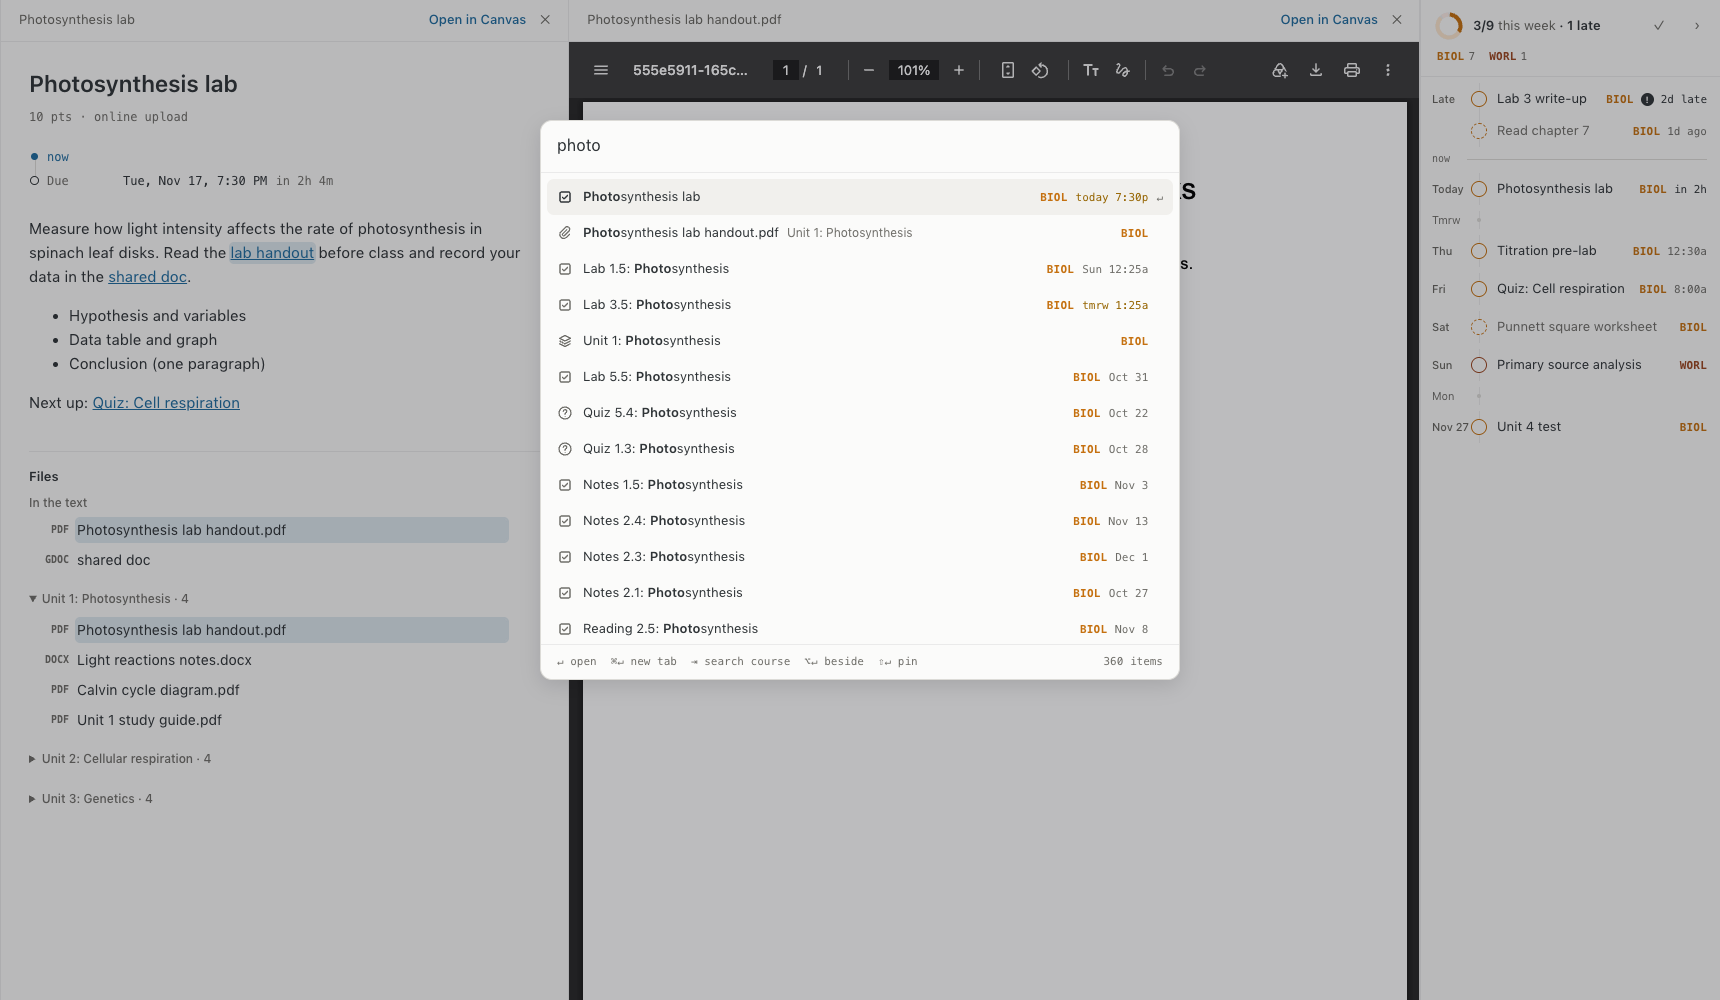 Photosynthesis lab
Open in Canvas
Photosynthesis lab
10 pts · online upload
now
Due Tue, Nov 17, 7:30 PM in 2h 4m
Measure how light intensity affects the rate of photosynthesis in
spinach leaf disks. Read the lab handout before class and record your
data in the shared doc.
• Hypothesis and variables
• Data table and graph
• Conclusion (one paragraph)
Next up: Quiz: Cell respiration
Files
In the text
PDF Photosynthesis lab handout.pdf
GDOC shared doc
Unit 1: Photosynthesis · 4
PDF Photosynthesis lab handout.pdf
DOCX Light reactions notes.docx
PDF Calvin cycle diagram.pdf
PDF Unit 1 study guide.pdf
Unit 2: Cellular respiration · 4
Unit 3: Genetics · 4
Photosynthesis lab handout.pdf
Open in Canvas
555e5911-165c...
1 / 1
101%
s.
photo
Photosynthesis lab BIOL today 7:30p ↵
Photosynthesis lab handout.pdf Unit 1: Photosynthesis BIOL
Lab 1.5: Photosynthesis BIOL Sun 12:25a
Lab 3.5: Photosynthesis BIOL tmrw 1:25a
Unit 1: Photosynthesis BIOL
Lab 5.5: Photosynthesis BIOL Oct 31
Quiz 5.4: Photosynthesis BIOL Oct 22
Quiz 1.3: Photosynthesis BIOL Oct 28
Notes 1.5: Photosynthesis BIOL Nov 3
Notes 2.4: Photosynthesis BIOL Nov 13
Notes 2.3: Photosynthesis BIOL Dec 1
Notes 2.1: Photosynthesis BIOL Oct 27
Reading 2.5: Photosynthesis BIOL Nov 8
↵ open ⌘↵ new tab ⇥ search course ⌥↵ beside ⇧↵ pin 360 items
3/9 this week · 1 late
BIOL 7 WORL 1
Late Lab 3 write-up BIOL ! 2d late
Read chapter 7 BIOL 1d ago
now
Today Photosynthesis lab BIOL in 2h
Tmrw
Thu Titration pre-lab BIOL 12:30a
Fri Quiz: Cell respiration BIOL 8:00a
Sat Punnett square worksheet BIOL
Sun Primary source analysis WORL
Mon
Nov 27 Unit 4 test BIOL